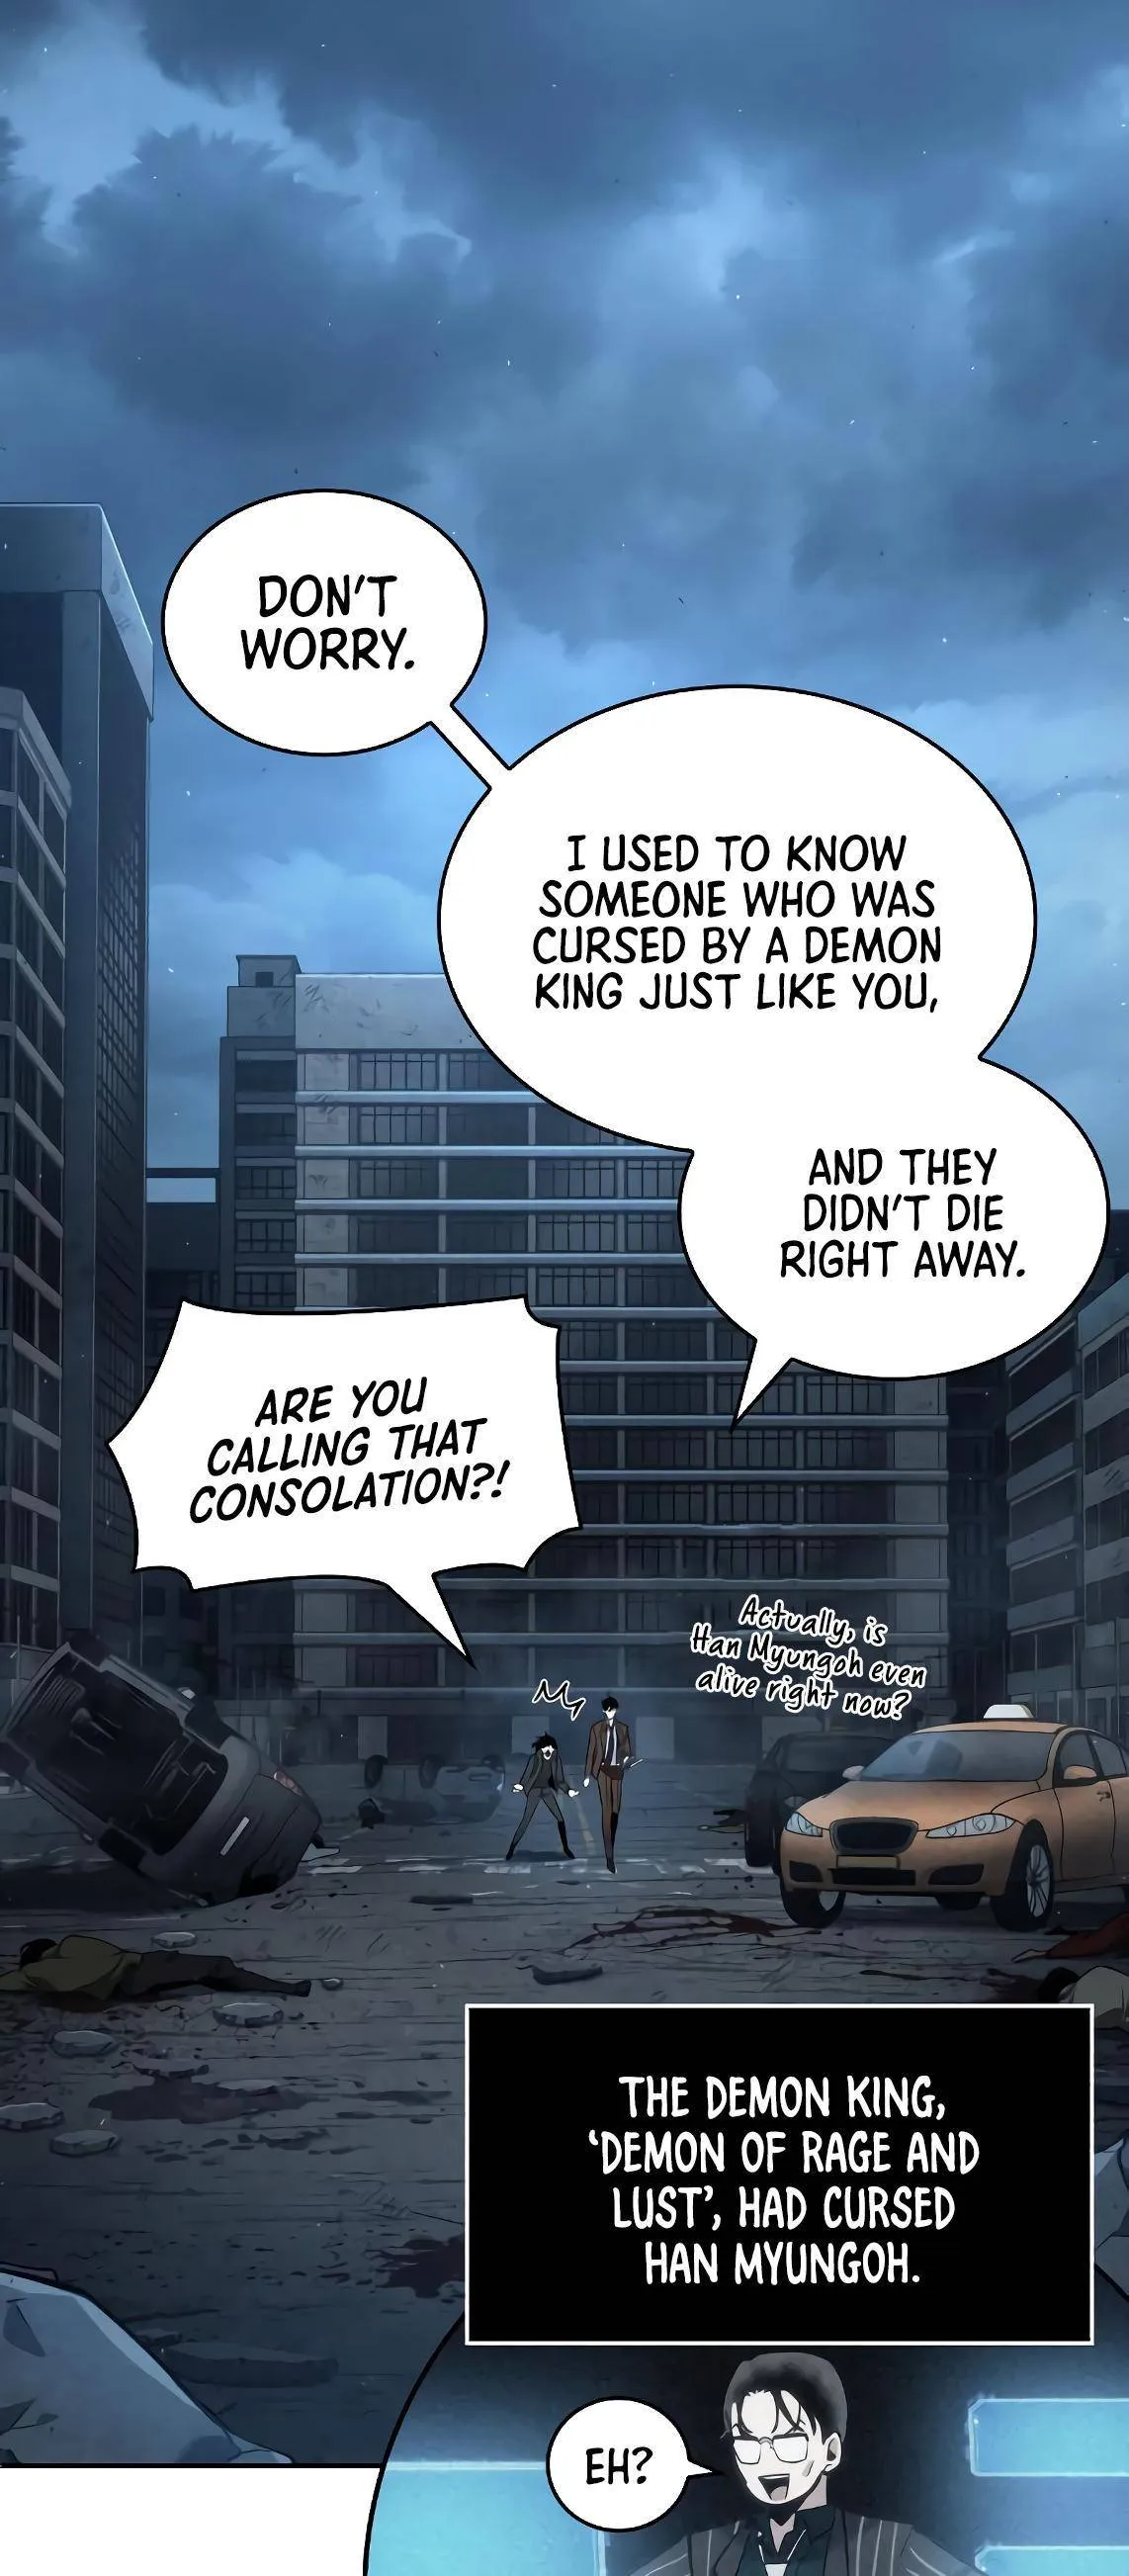 DON'T
WORRY.
I USED TO KNOW
SOMEONE WHO WAS
CURSED BY A DEMON
KING JUST LIKE YOU,
AND THEY
DIDN'T DIE
RIGHT AWAY.
ARE YOU
CALLING THAT
CONSOLATION?!
Actually, is
Han Myungoh even
alive right now?
THE DEMON KING,
'DEMON OF RAGE AND
LUST', HAD CURSED
HAN MYUNGOH.
EH?